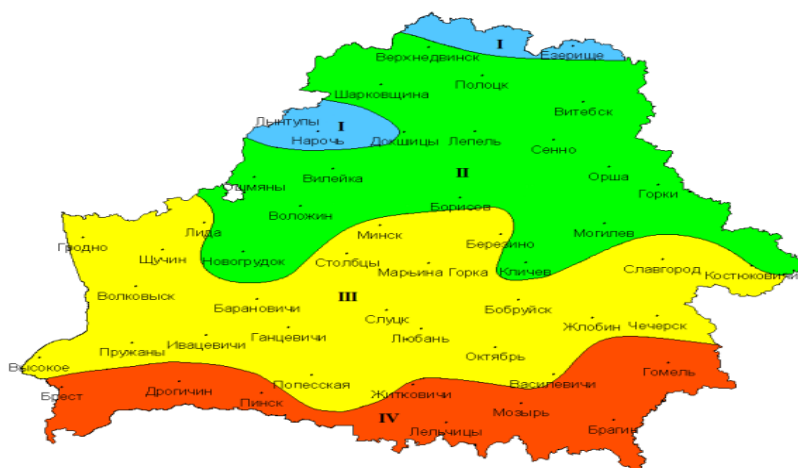 I
Верхнедвинск
Езерище
Полоцк
Шарковщина
Витебск
Лынтупы
I
Нарочь
Докшицы
Лепель
Сенно
Ошмяны
Вилейка
II
Орша
Горки
Воложин
Борисов
Лида
Минск
Березино
Могилев
Гродно
Щучин
Новогрудок
Столбцы
Марьина Горка
Кличев
Славгород
Костюковичи
Волковыск
Барановичи
III
Бобруйск
Слуцк
Жлобин
Чечерск
Пружаны
Ивацевичи
Ганцевичи
Любань
Октябрь
Высокое
Полесская
Василевичи
Гомель
Брест
Дрогичин
Пинск
Житковичи
Мозырь
IV
Лельчицы
Брагин